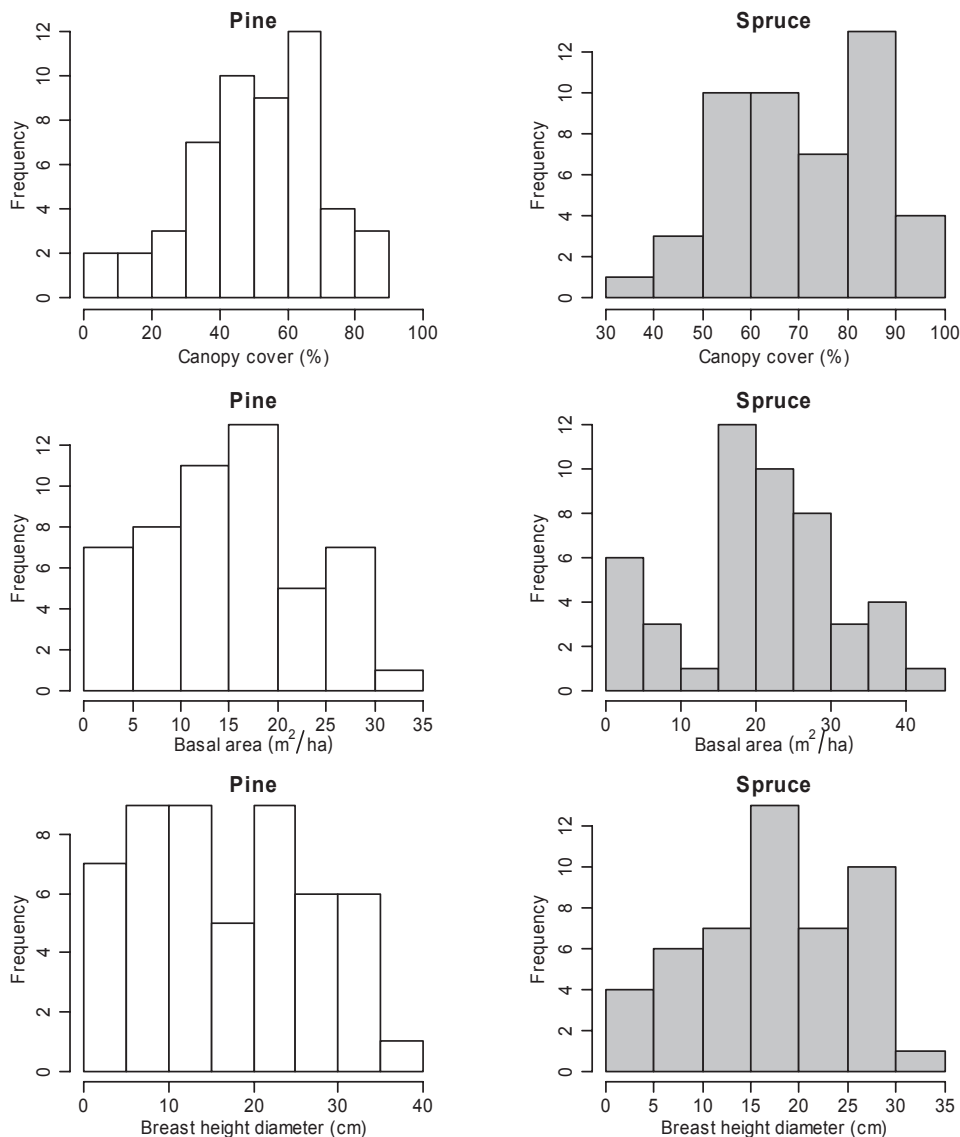 Pine
Frequency
0 2 4 6 8 10 12
0 20 40 60 80 100
Canopy cover (%)
Spruce
Frequency
0 2 4 6 8 10 12
30 40 50 60 70 80 90 100
Canopy cover (%)
Pine
Frequency
0 2 4 6 8 10 12
0 5 10 15 20 25 30 35
Basal area (m²/ha)
Spruce
Frequency
0 2 4 6 8 10 12
0 10 20 30 40
Basal area (m²/ha)
Pine
Frequency
0 2 4 6 8
0 10 20 30 40
Breast height diameter (cm)
Spruce
Frequency
0 2 4 6 8 10 12
0 5 10 15 20 25 30 35
Breast height diameter (cm)